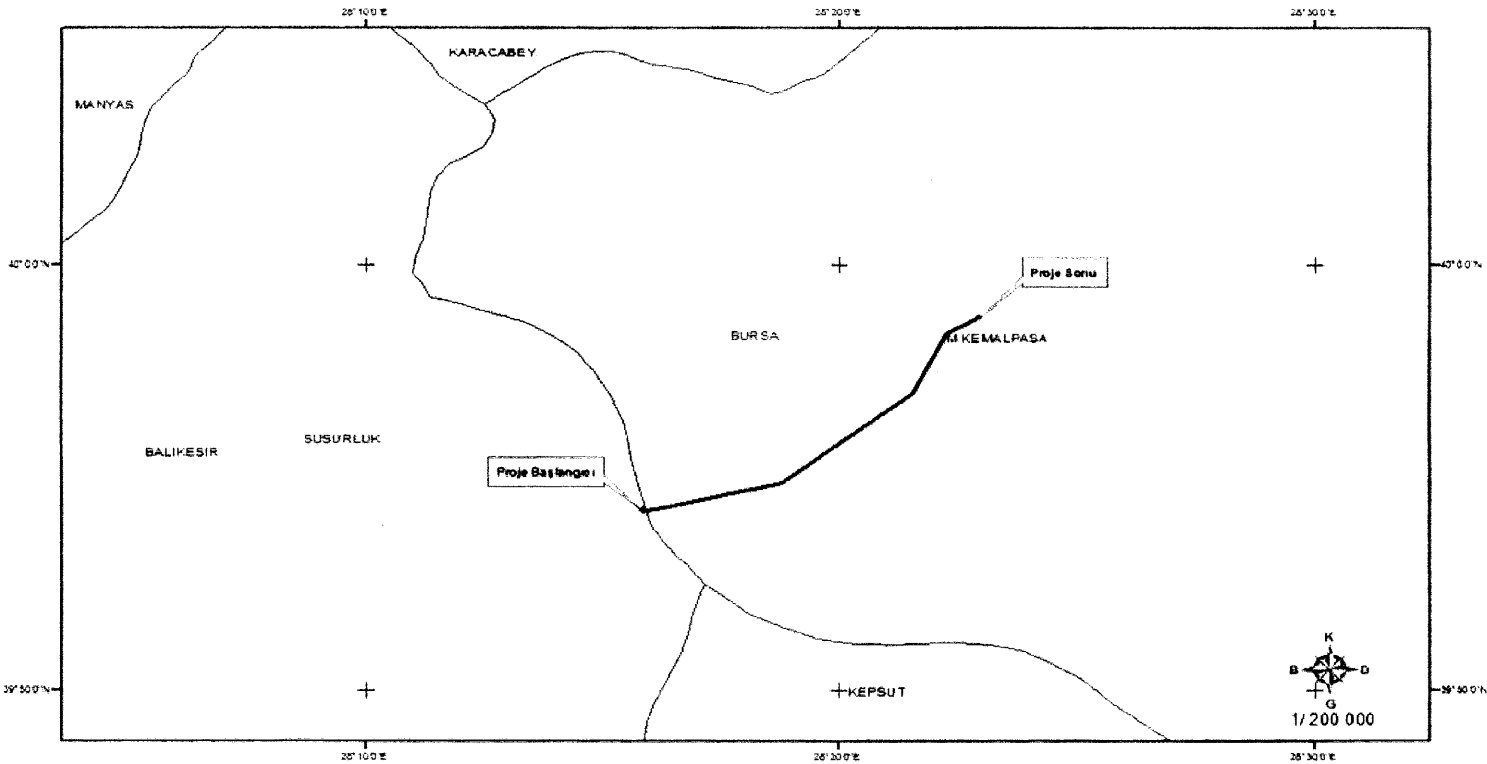 28°10'0"E 28°20'0"E 28°30'0"E
KARACABEY
MANYAS
40°0'0"N 40°0'0"N
Proje Sonu
BURSA
M KEMALPASA
SUSURLUK
BALIKESIR
Proje Başlangıcı
K
B D
G
39°50'0"N 39°50'0"N
KEPSUT
1/ 200 000
28°10'0"E 28°20'0"E 28°30'0"E